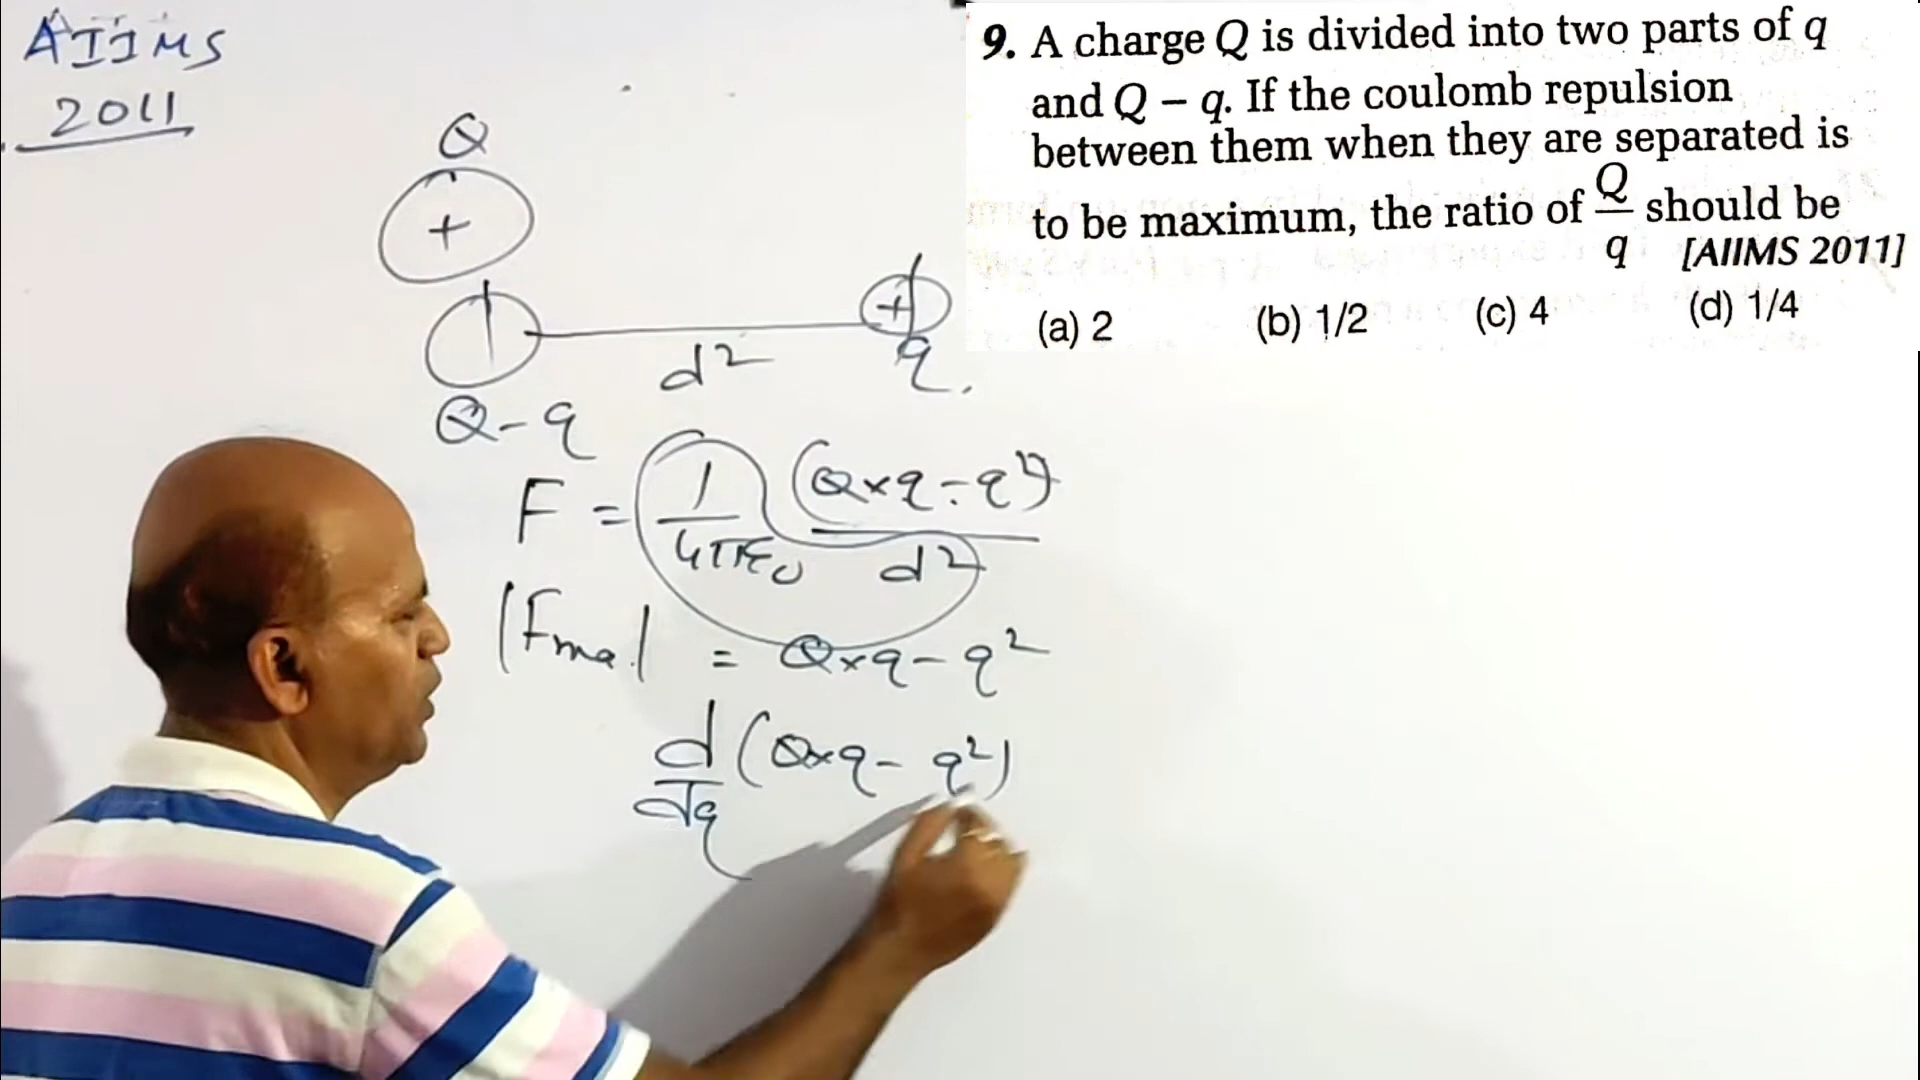 AIIMS
2011
Q
+
+
d²
q.
Q-q
F = 1/4πε₀ (Q×q-q²)/d²
|Fma.| = Q×q-q²
d/dq (Q×q-q²)
9. A charge Q is divided into two parts of q
and Q – q. If the coulomb repulsion
between them when they are separated is
to be maximum, the ratio of Q/q should be
[AIIMS 2011]
(a) 2 (b) 1/2 (c) 4 (d) 1/4